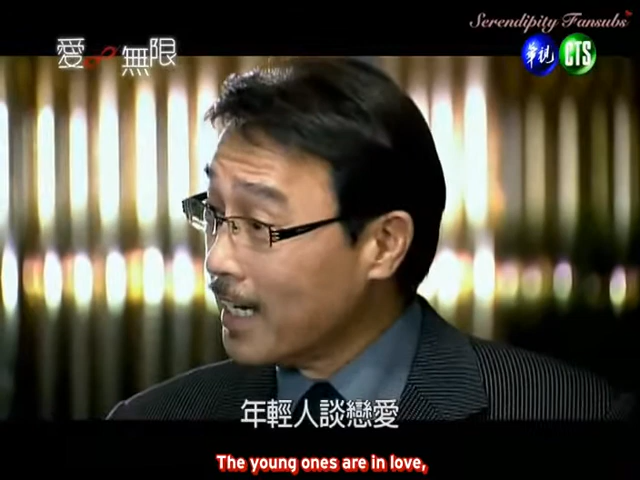 Serendipity Fansubs
愛∞無限
華視 CTS
年輕人談戀愛
The young ones are in love,